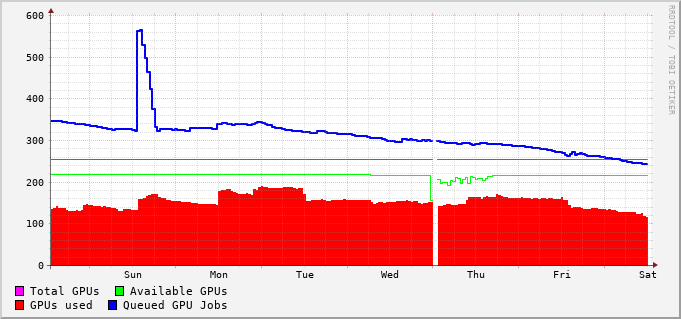 600
500
400
300
200
100
0
Sun Mon Tue Wed Thu Fri Sat
Total GPUs Available GPUs
GPUs used Queued GPU Jobs
RRDTOOL / TOBI OETIKER